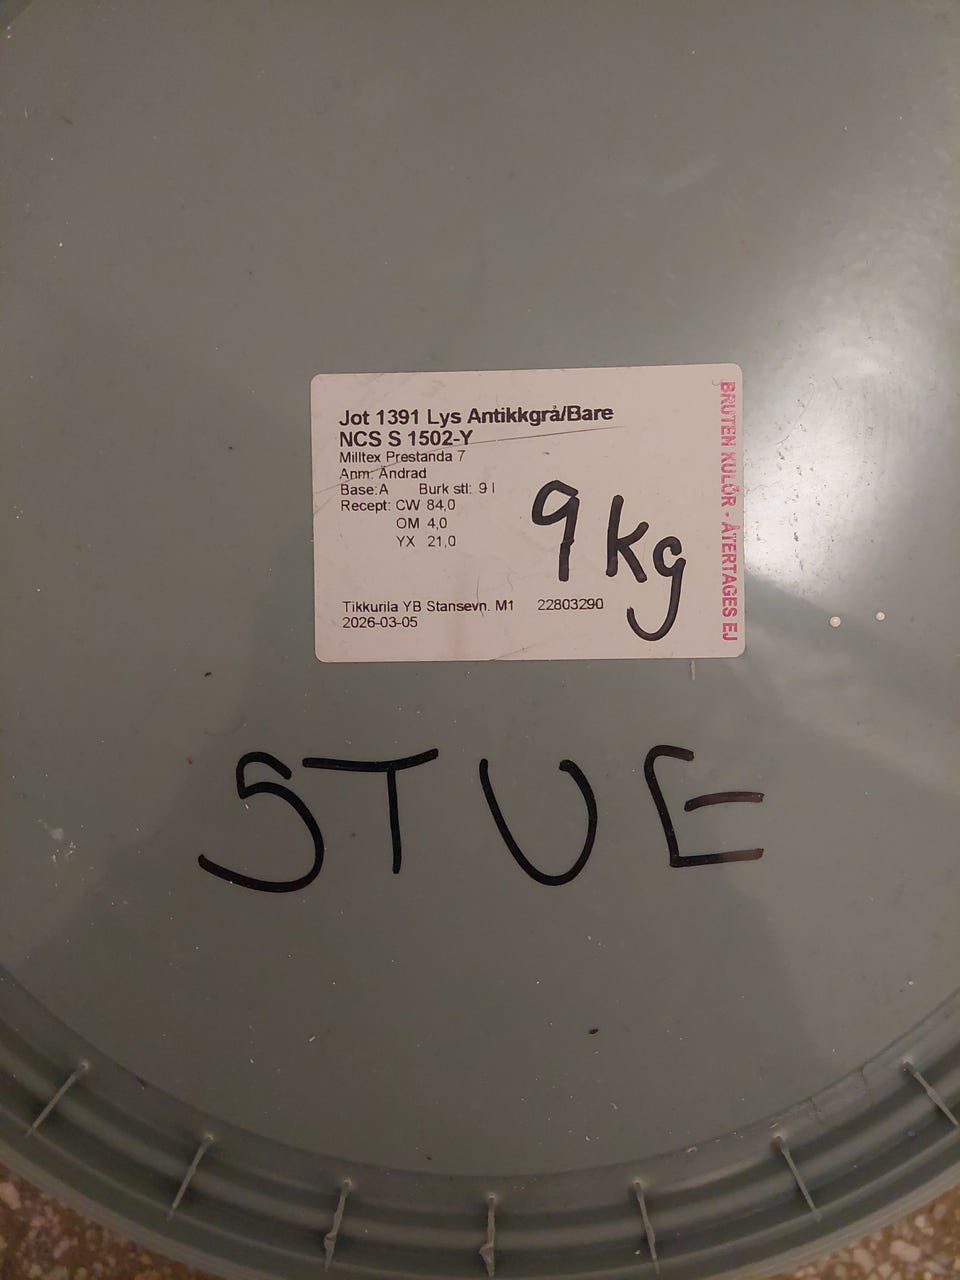 Jot 1391 Lys Antikkgrå/Bare
NCS S 1502-Y
Milltex Prestanda 7
Anm: Ändrad
Base:A Burk stl: 9 l
Recept: CW 84,0
OM 4,0
YX 21,0
9 kg
Tikkurila YB Stansevn. M1 22803290
2026-03-05
BRUTEN KULÖR - ÅTERTAGES EJ
STUE